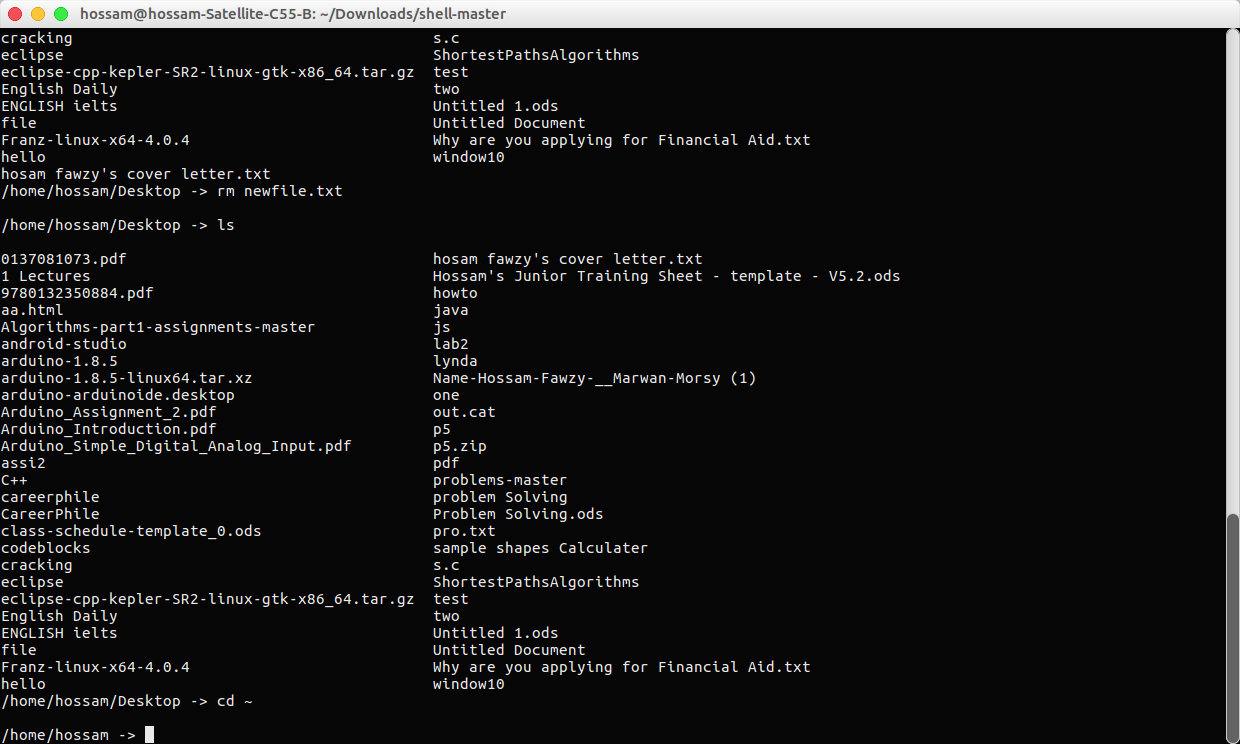 hossam@hossam-Satellite-C55-B: ~/Downloads/shell-master
cracking                                        s.c
eclipse                                         ShortestPathsAlgorithms
eclipse-cpp-kepler-SR2-linux-gtk-x86_64.tar.gz  test
English Daily                                   two
ENGLISH ielts                                   Untitled 1.ods
file                                            Untitled Document
Franz-linux-x64-4.0.4                           Why are you applying for Financial Aid.txt
hello                                           window10
hosam fawzy's cover letter.txt
/home/hossam/Desktop -> rm newfile.txt
/home/hossam/Desktop -> ls
0137081073.pdf                                  hosam fawzy's cover letter.txt
1 Lectures                                      Hossam's Junior Training Sheet - template - V5.2.ods
9780132350884.pdf                               howto
aa.html                                         java
Algorithms-part1-assignments-master             js
android-studio                                  lab2
arduino-1.8.5                                   lynda
arduino-1.8.5-linux64.tar.xz                    Name-Hossam-Fawzy-__Marwan-Morsy (1)
arduino-arduinoide.desktop                      one
Arduino_Assignment_2.pdf                        out.cat
Arduino_Introduction.pdf                        p5
Arduino_Simple_Digital_Analog_Input.pdf         p5.zip
assi2                                           pdf
C++                                             problems-master
careerphile                                     problem Solving
CareerPhile                                     Problem Solving.ods
class-schedule-template_0.ods                   pro.txt
codeblocks                                      sample shapes Calculater
cracking                                        s.c
eclipse                                         ShortestPathsAlgorithms
eclipse-cpp-kepler-SR2-linux-gtk-x86_64.tar.gz  test
English Daily                                   two
ENGLISH ielts                                   Untitled 1.ods
file                                            Untitled Document
Franz-linux-x64-4.0.4                           Why are you applying for Financial Aid.txt
hello                                           window10
/home/hossam/Desktop -> cd ~
/home/hossam ->